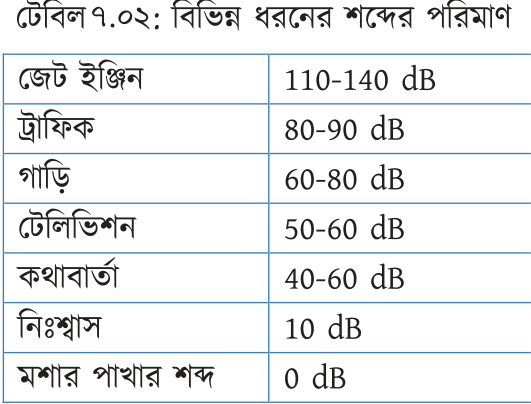 টেবিল ৭.০২: বিভিন্ন ধরনের শব্দের পরিমাণ
জেট ইঞ্জিন 110-140 dB
ট্রাফিক 80-90 dB
গাড়ি 60-80 dB
টেলিভিশন 50-60 dB
কথাবার্তা 40-60 dB
নিঃশ্বাস 10 dB
মশার পাখার শব্দ 0 dB